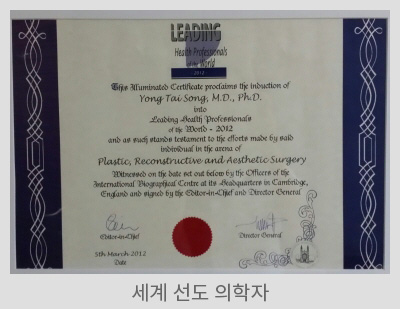 LEADING
Health Professionals
of the World
2012
This Illuminated Certificate proclaims the induction of
Yong Tai Song, M.D., Ph.D.
into
Leading Health Professionals
of the World - 2012
and as such stands testament to the efforts made by said
individual in the arena of
Plastic, Reconstructive and Aesthetic Surgery
Witnessed on the date set out below by the Officers of the
International Biographical Centre at its Headquarters in Cambridge,
England and signed by the Editor-in-Chief and Director General
Editor-in-Chief
Director General
5th March 2012
Date
세계 선도 의학자